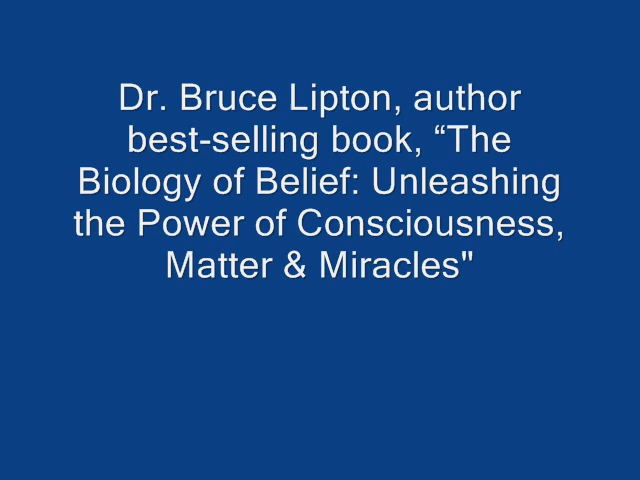 Dr. Bruce Lipton, author
best-selling book, “The
Biology of Belief: Unleashing
the Power of Consciousness,
Matter & Miracles"